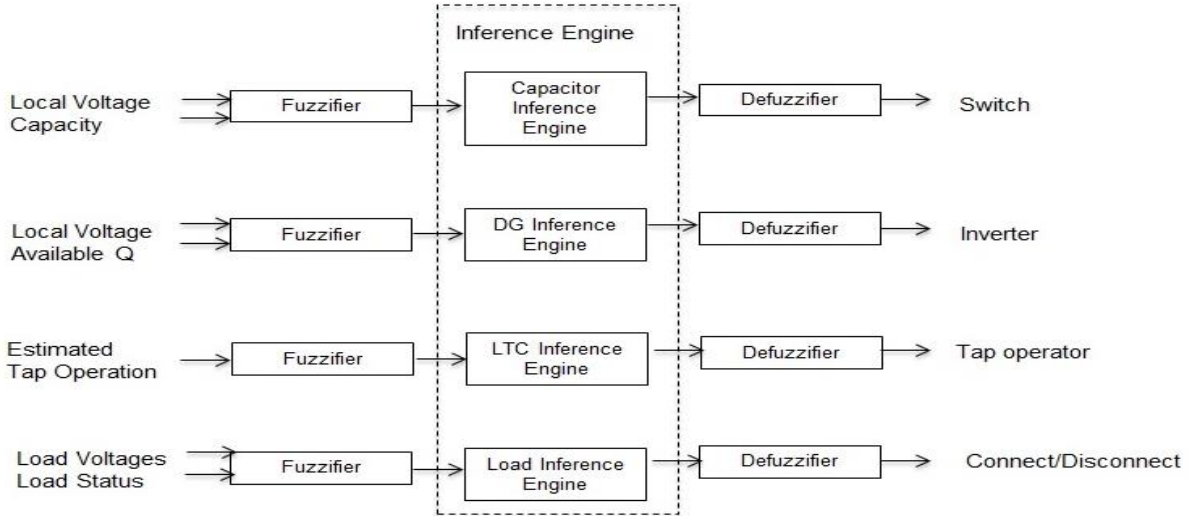 Inference Engine
Local Voltage
Capacity
Fuzzifier
Capacitor
Inference
Engine
Defuzzifier
Switch
Local Voltage
Available Q
Fuzzifier
DG Inference
Engine
Defuzzifier
Inverter
Estimated
Tap Operation
Fuzzifier
LTC Inference
Engine
Defuzzifier
Tap operator
Load Voltages
Load Status
Fuzzifier
Load Inference
Engine
Defuzzifier
Connect/Disconnect